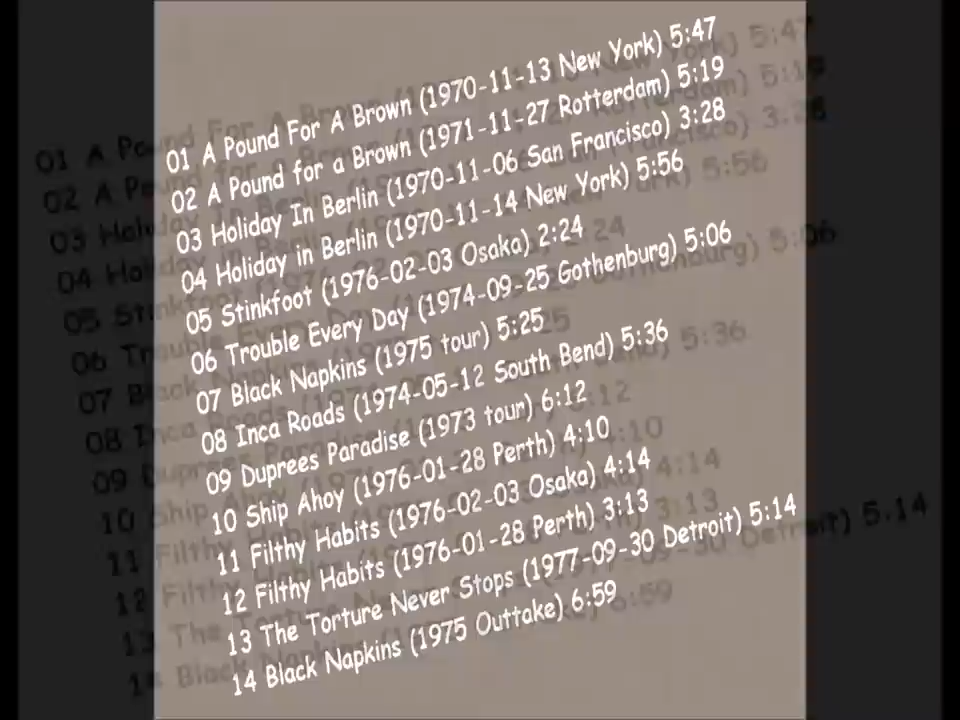 01 A Pound For A Brown (1970-11-13 New York) 5:47
02 A Pound for a Brown (1971-11-27 Rotterdam) 5:19
03 Holiday In Berlin (1970-11-06 San Francisco) 3:28
04 Holiday in Berlin (1970-11-14 New York) 5:56
05 Stinkfoot (1976-02-03 Osaka) 2:24
06 Trouble Every Day (1974-09-25 Gothenburg) 5:06
07 Black Napkins (1975 tour) 5:25
08 Inca Roads (1974-05-12 South Bend) 5:36
09 Duprees Paradise (1973 tour) 6:12
10 Ship Ahoy (1976-01-28 Perth) 4:10
11 Filthy Habits (1976-02-03 Osaka) 4:14
12 Filthy Habits (1976-01-28 Perth) 3:13
13 The Torture Never Stops (1977-09-30 Detroit) 5:14
14 Black Napkins (1975 Outtake) 6:59